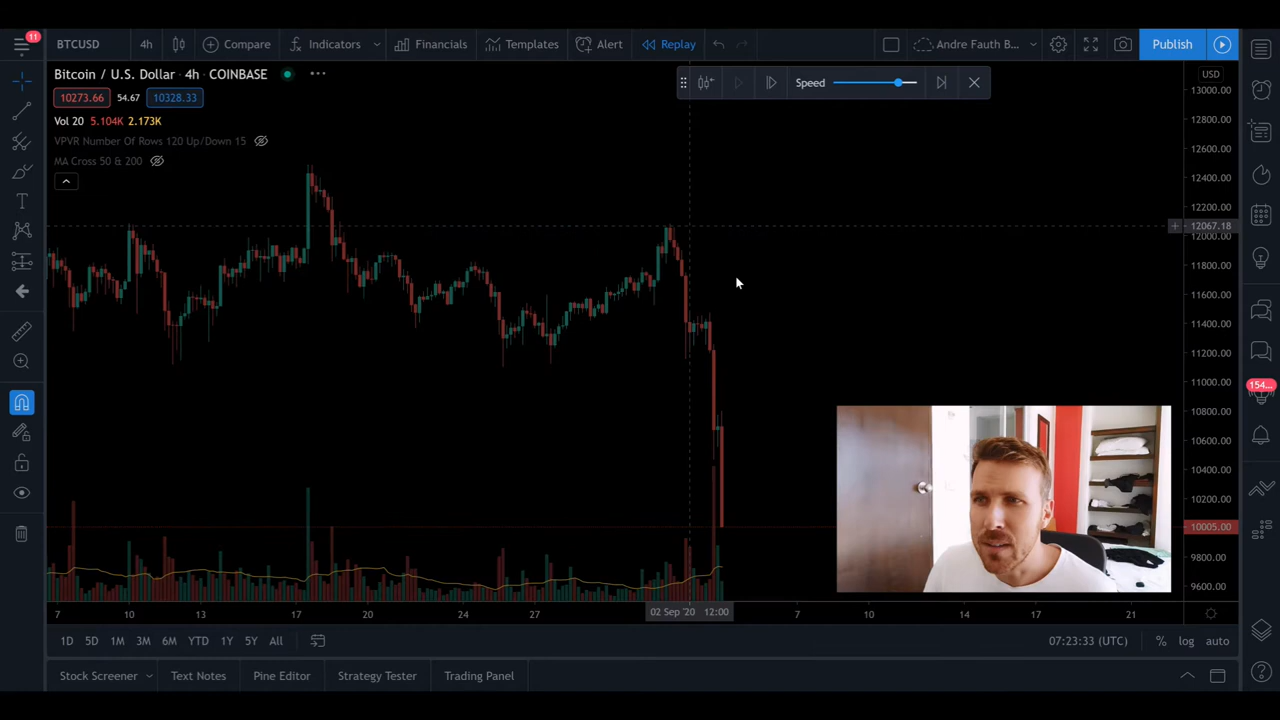 11
BTCUSD 4h Compare Indicators Financials Templates Alert Replay Andre Fauth B... Publish
Bitcoin / U.S. Dollar · 4h · COINBASE
Speed
USD
10273.66 54.67 10328.33
Vol 20 5.104K 2.173K
VPVR Number Of Rows 120 Up/Down 15
MA Cross 50 & 200
13000.00
12800.00
12600.00
12400.00
12200.00
12067.18
12000.00
11800.00
11600.00
11400.00
11200.00
11000.00
10800.00
10600.00
10400.00
10200.00
10005.00
9800.00
9600.00
154...
7 10 13 17 20 24 27 02 Sep '20 12:00 7 10 14 17 21
1D 5D 1M 3M 6M YTD 1Y 5Y All 07:23:33 (UTC) % log auto
Stock Screener Text Notes Pine Editor Strategy Tester Trading Panel